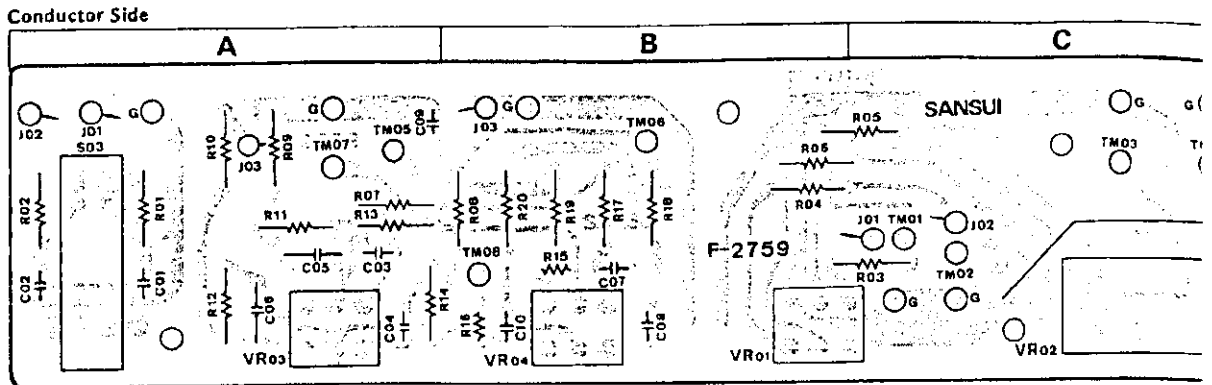 Conductor Side
A B C
J02 J01 G G J03 G G G
S03
C09
R10 J03 R09 TM07 TM05 TM06 R05 SANSUI TM03
R06
R02 R01 R07 R08 R20 R19 R17 R18 R04
R11 R13 J01 TM01 J02
C05 C03 TM08 R15 C07 F-2759 R03 TM02
C02 C01 R12 C06 C04 R14 R16 C10 C08 G G
VR03 VR04 VR01 VR02